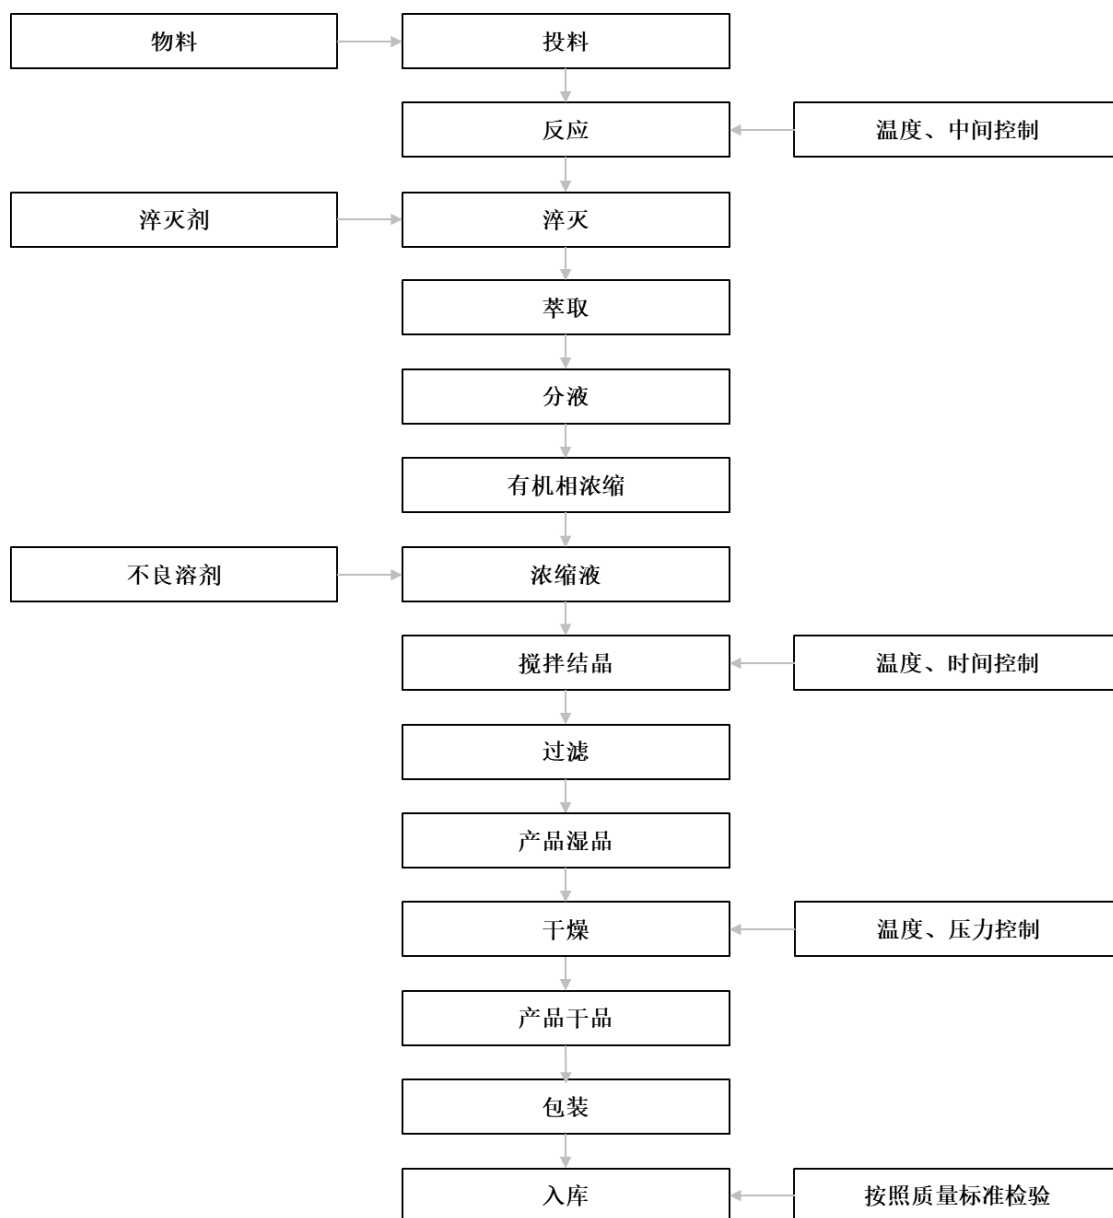 物料
投料
反应
温度、中间控制
淬灭剂
淬灭
萃取
分液
有机相浓缩
不良溶剂
浓缩液
搅拌结晶
温度、时间控制
过滤
产品湿品
干燥
温度、压力控制
产品干品
包装
入库
按照质量标准检验